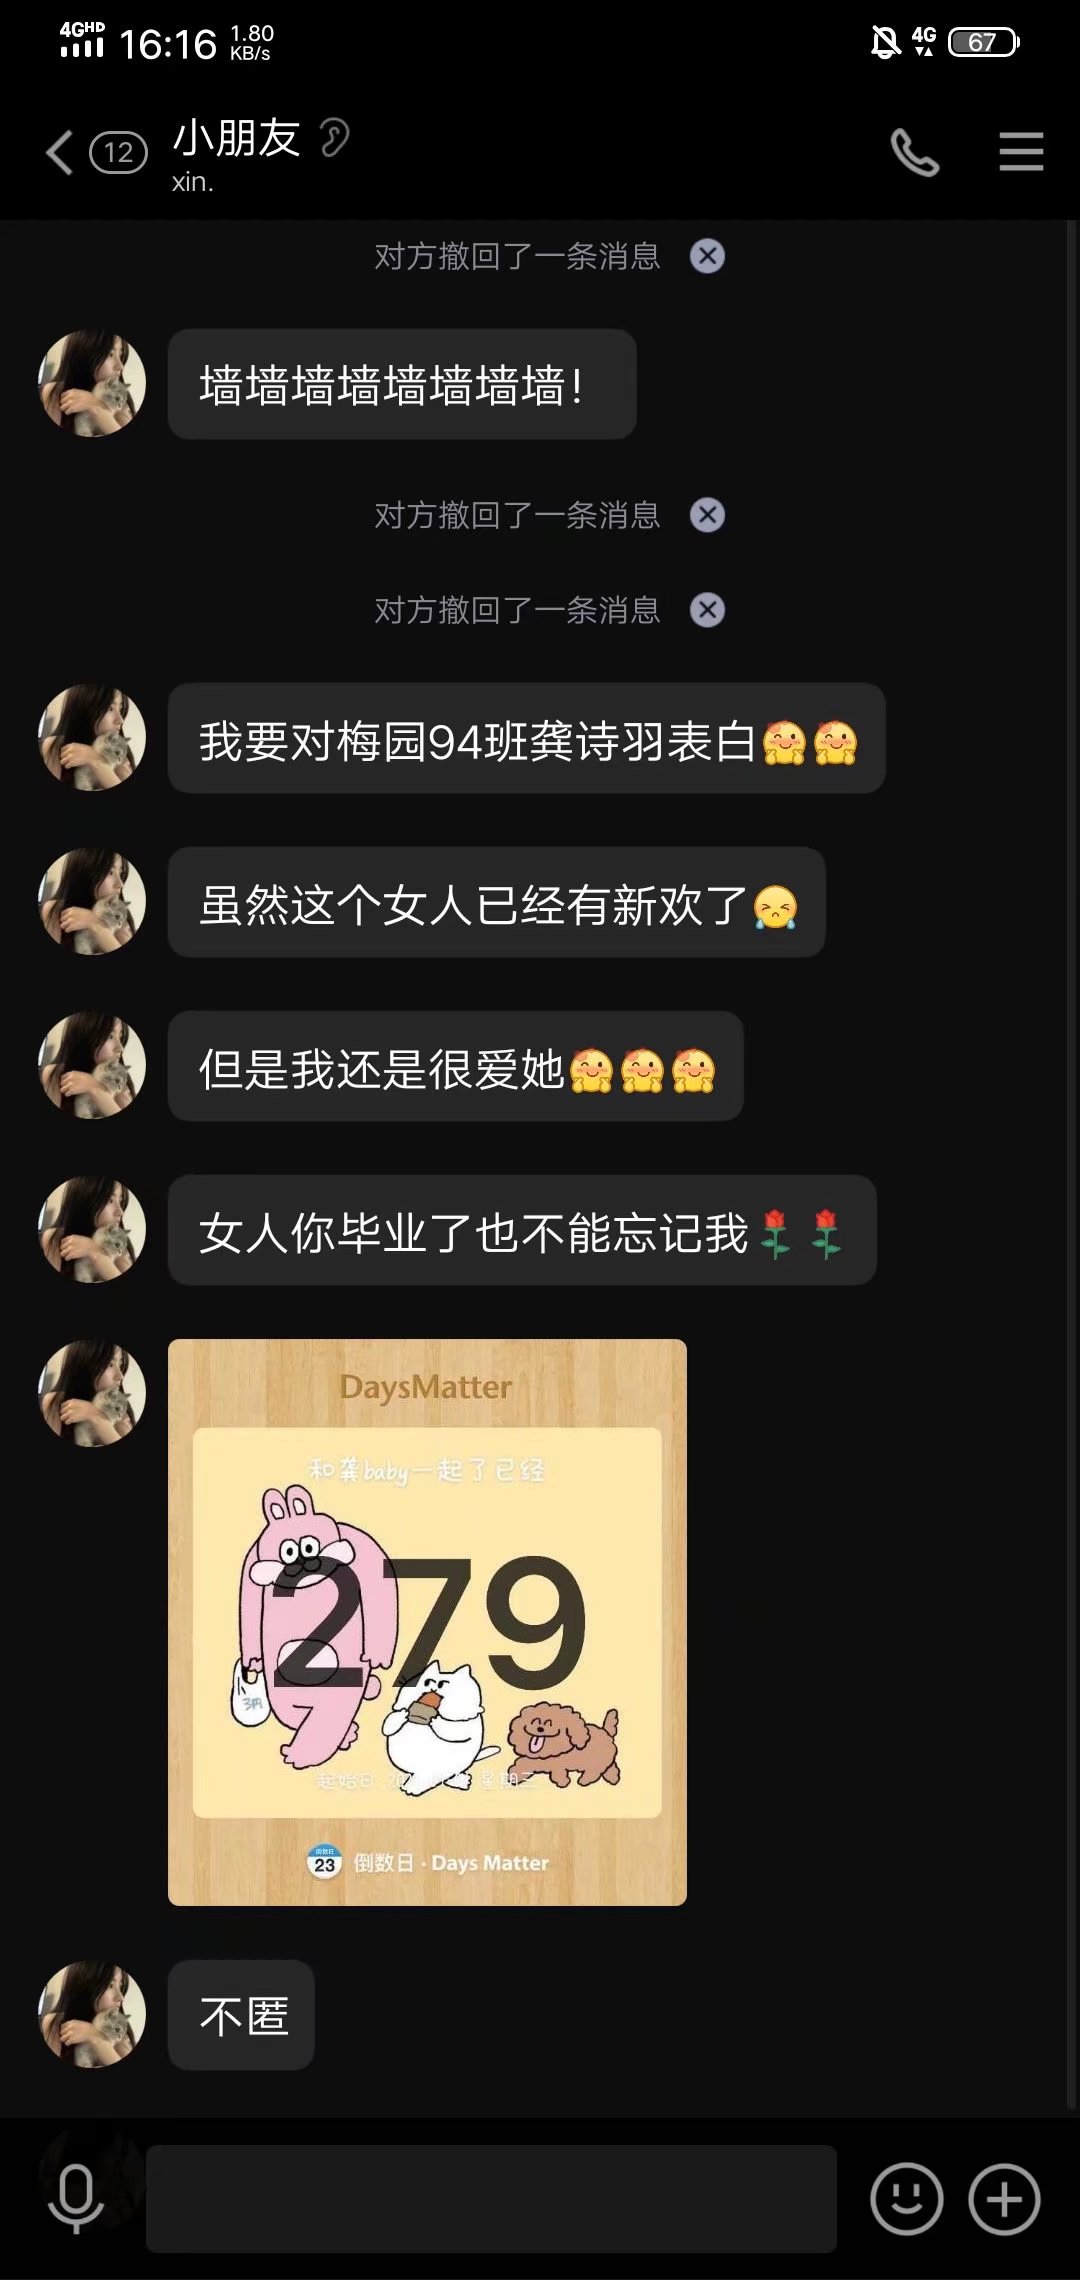 4GHD 16:16 1.80 KB/s 4G 67
12 小朋友
xin.
对方撤回了一条消息
墙墙墙墙墙墙墙墙！
对方撤回了一条消息
对方撤回了一条消息
我要对梅园94班龚诗羽表白
虽然这个女人已经有新欢了
但是我还是很爱她
女人你毕业了也不能忘记我
DaysMatter
和龚baby一起了已经
279
3円
起始日 星期三
23 倒数日 · Days Matter
不匿